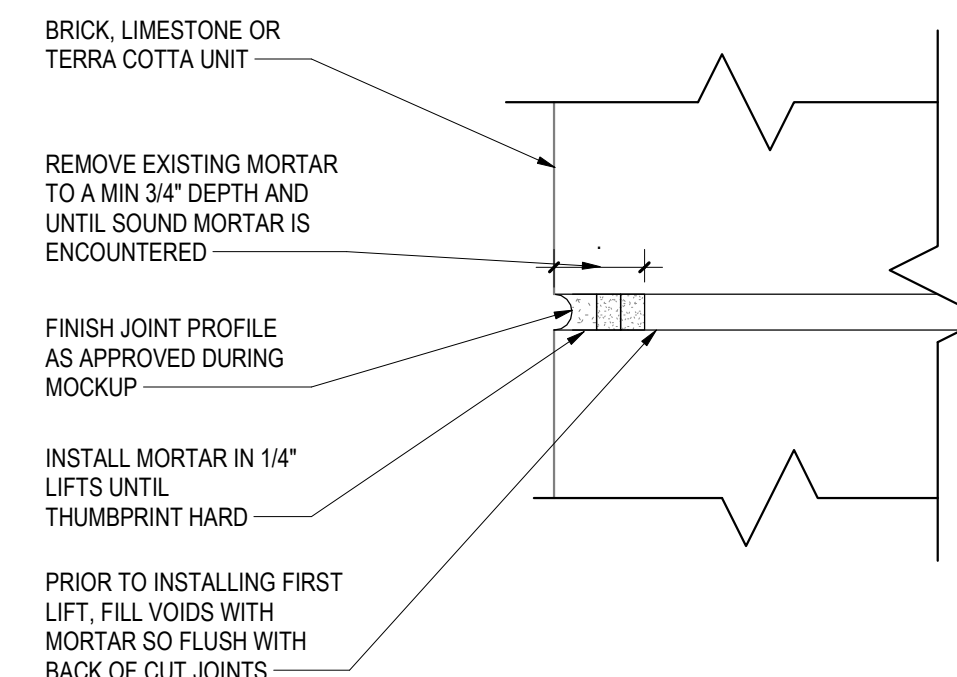 BRICK, LIMESTONE OR
TERRA COTTA UNIT
REMOVE EXISTING MORTAR
TO A MIN 3/4" DEPTH AND
UNTIL SOUND MORTAR IS
ENCOUNTERED
FINISH JOINT PROFILE
AS APPROVED DURING
MOCKUP
INSTALL MORTAR IN 1/4"
LIFTS UNTIL
THUMBPRINT HARD
PRIOR TO INSTALLING FIRST
LIFT, FILL VOIDS WITH
MORTAR SO FLUSH WITH
BACK OF CUT JOINTS